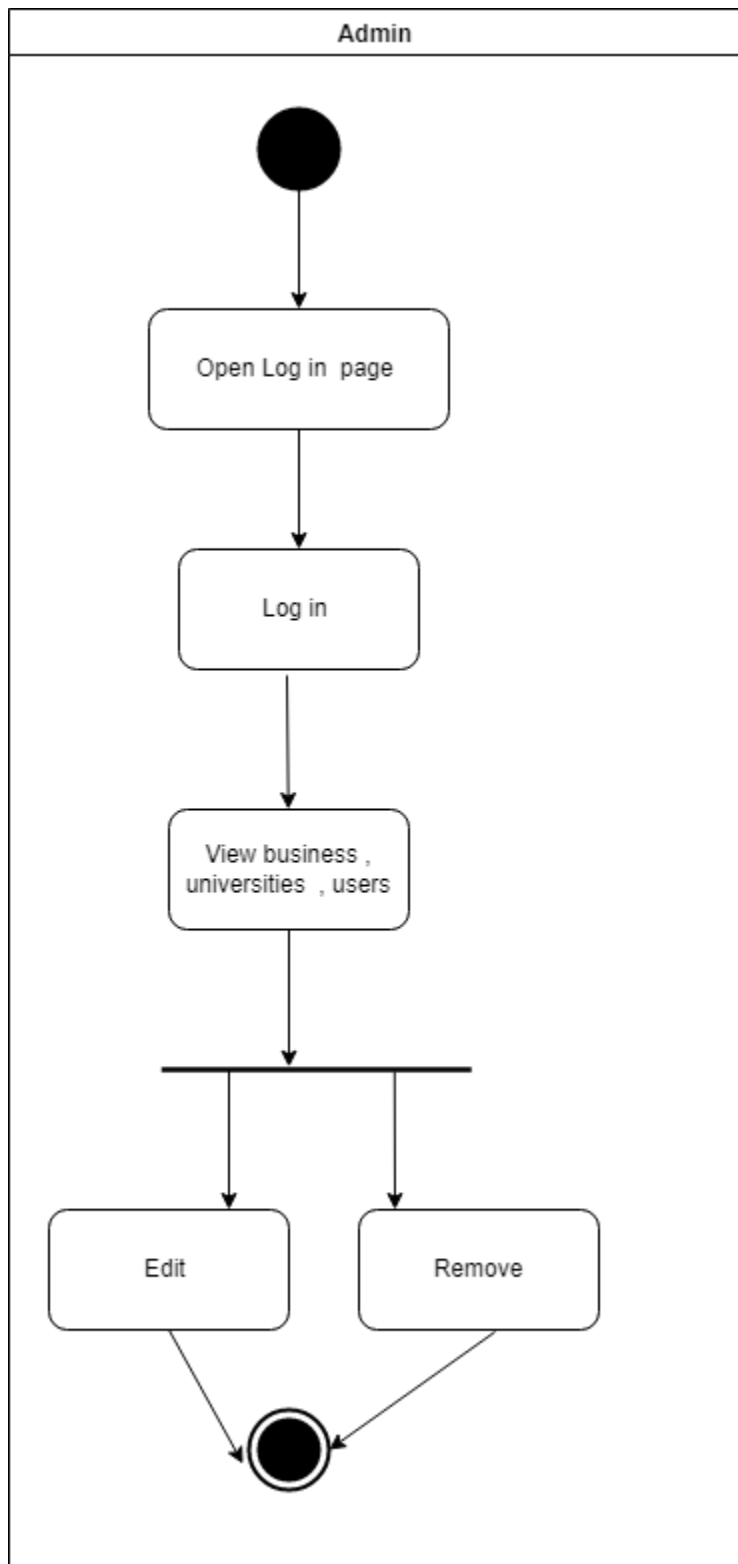 Admin
Open Log in  page
Log in
View business ,
universities  , users
Edit
Remove